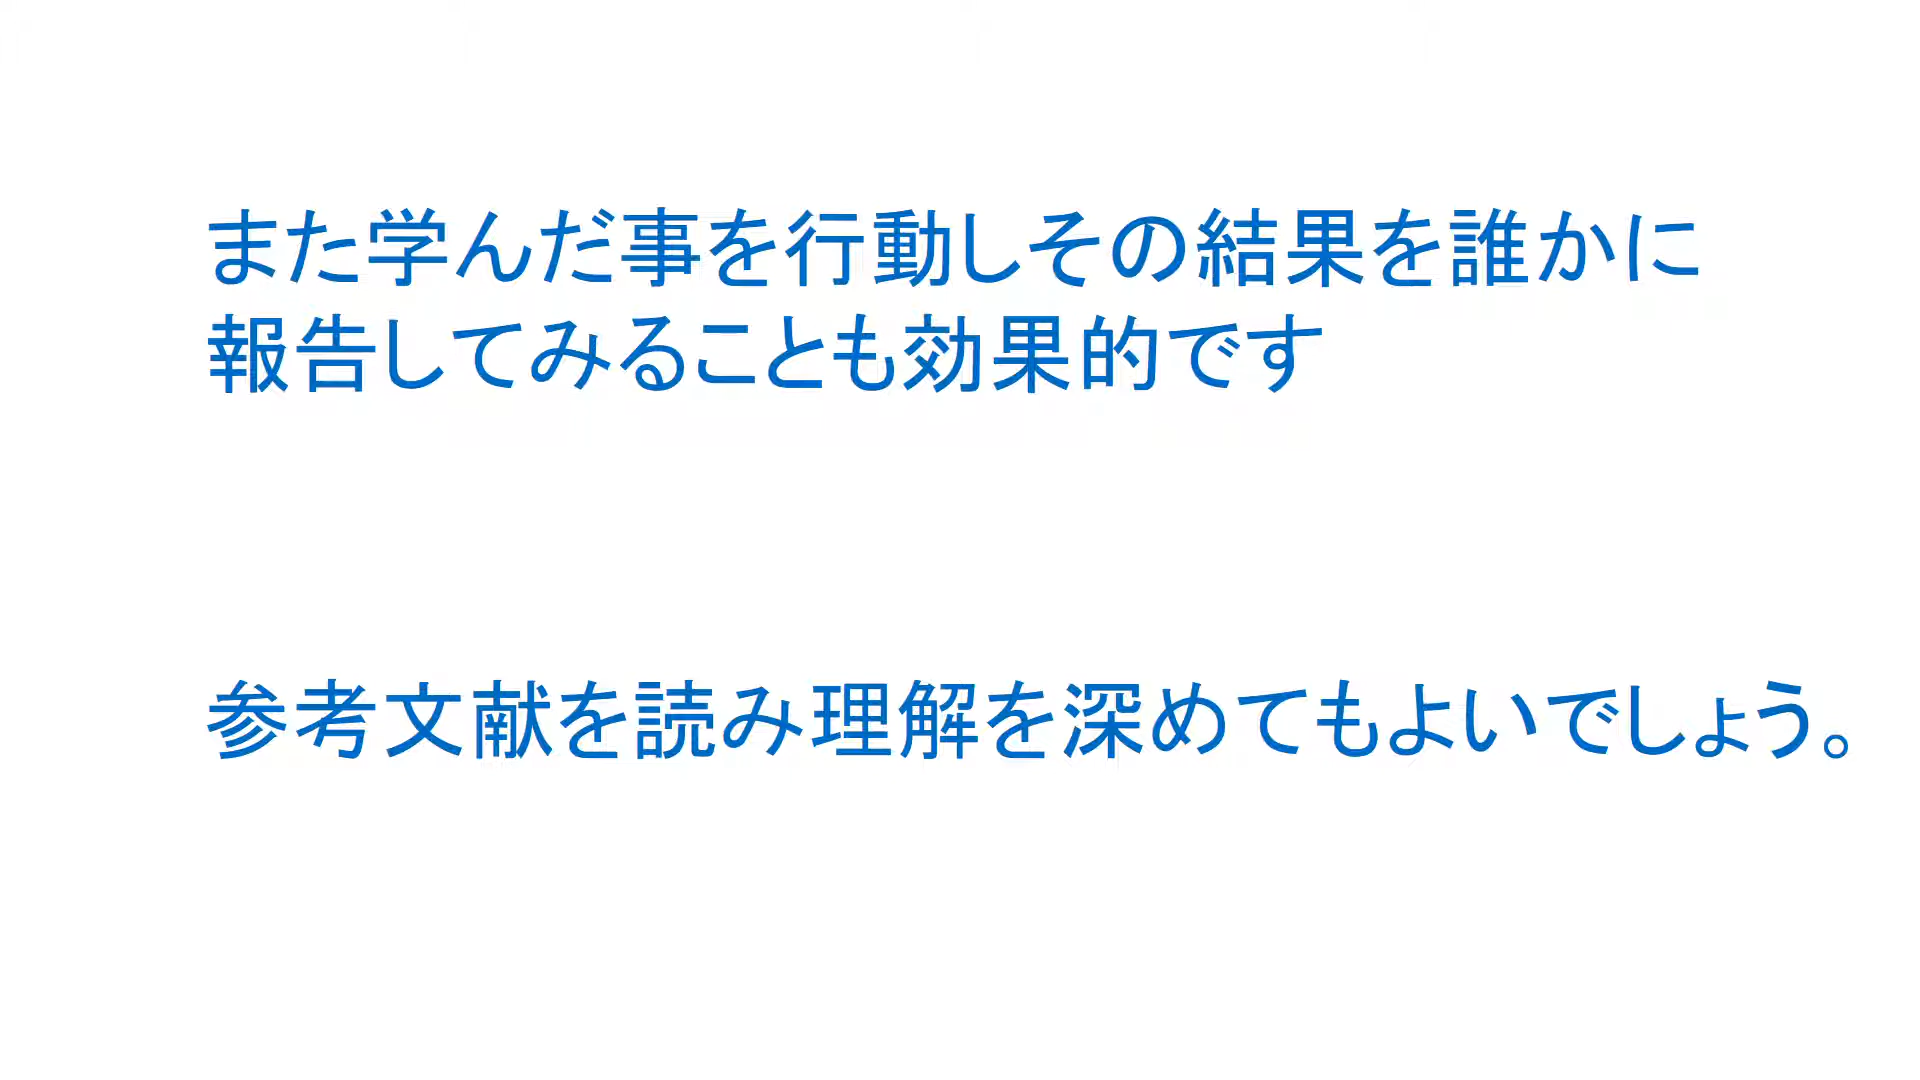 また学んだ事を行動しその結果を誰かに
報告してみることも効果的です
参考文献を読み理解を深めてもよいでしょう。